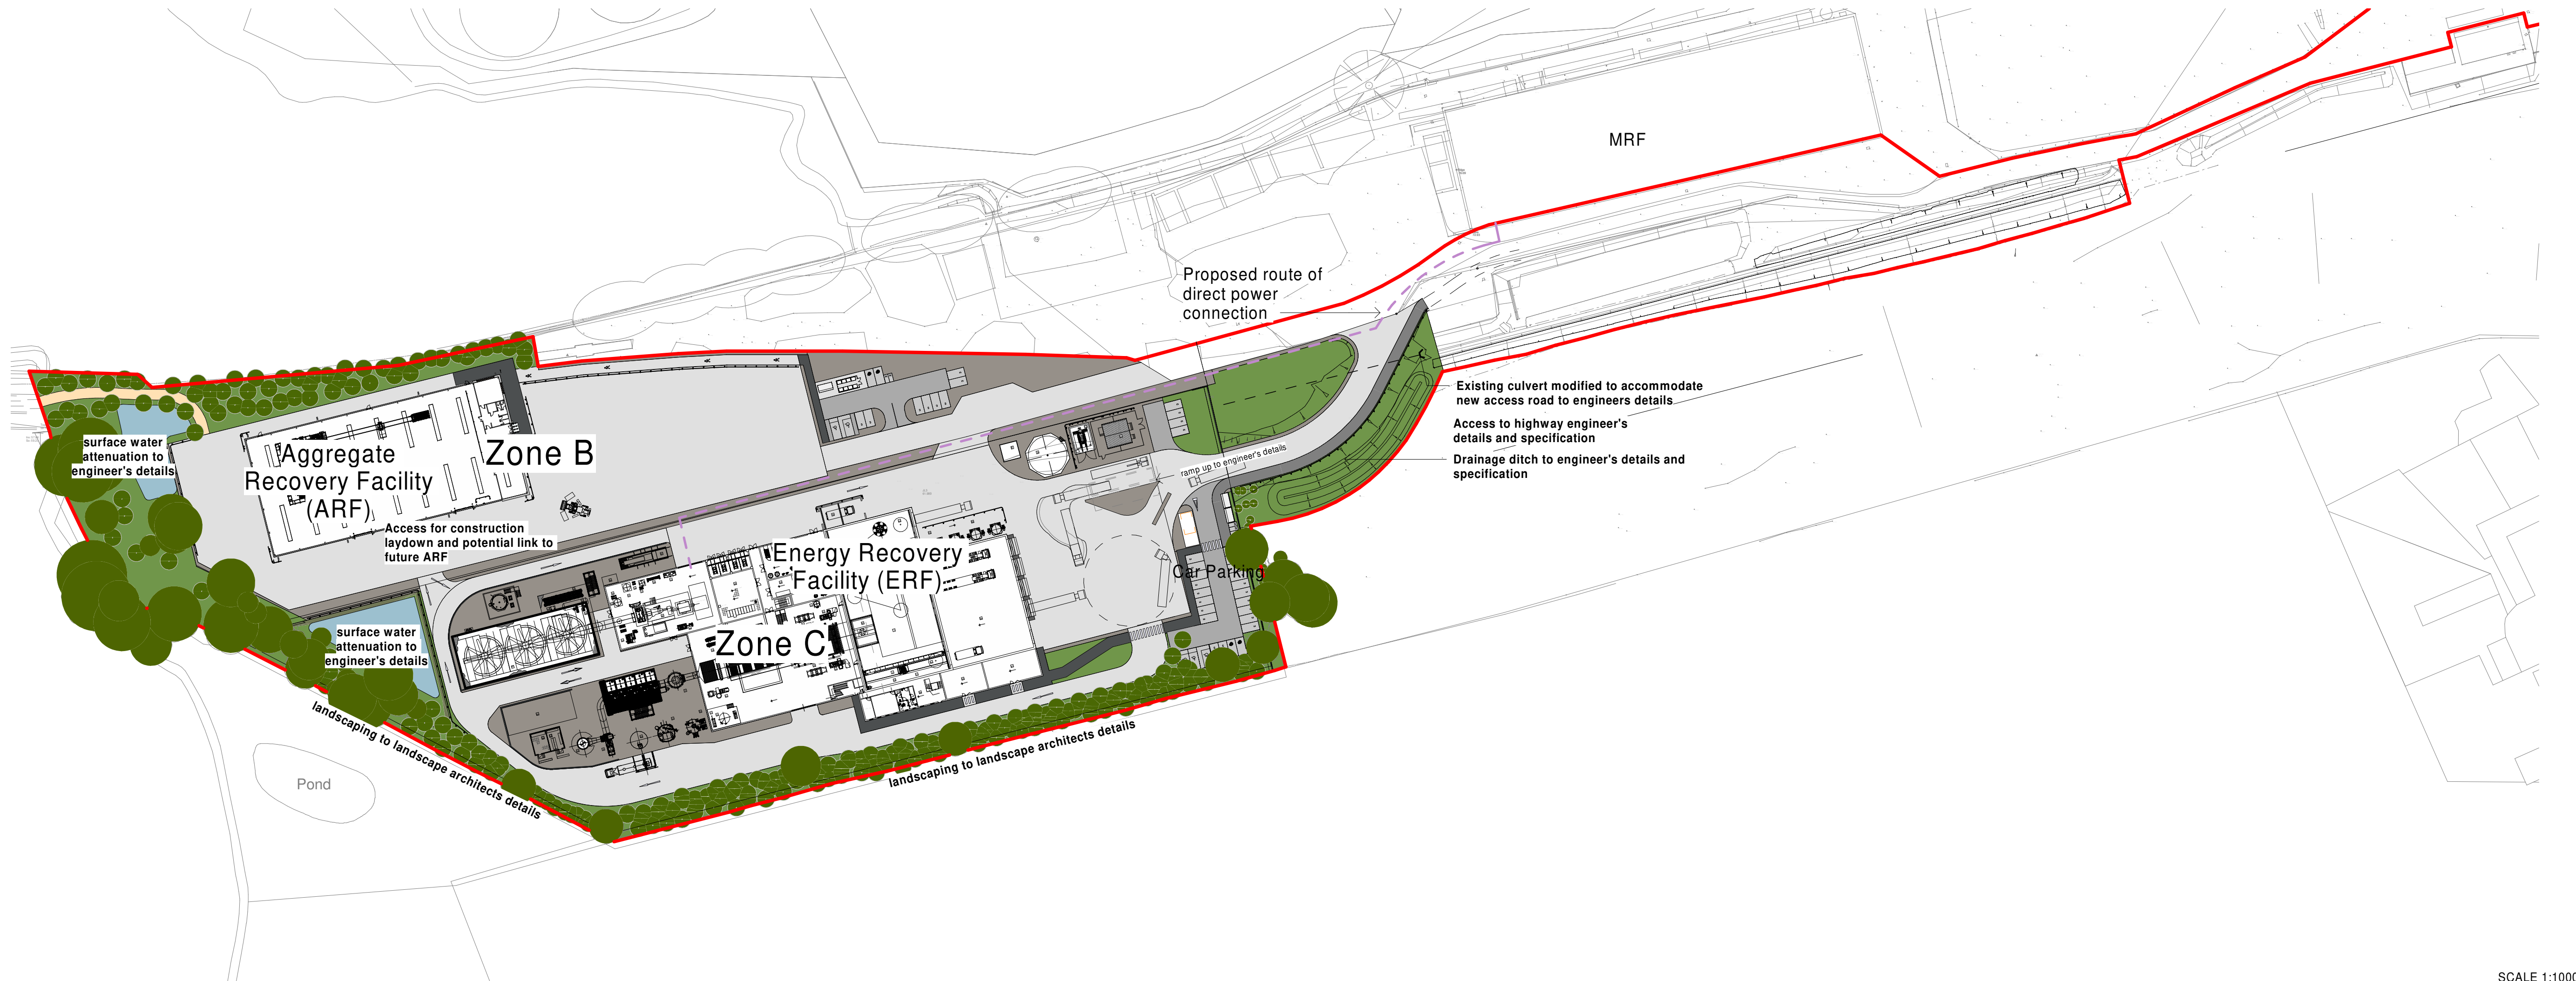 MRF
Proposed route of
direct power
connection
Existing culvert modified to accommodate
new access road to engineers details
Access to highway engineer's
details and specification
Drainage ditch to engineer's details and
specification
ramp up to engineer's details
surface water
attenuation to
engineer's details
Aggregate
Recovery Facility
(ARF)
Zone B
Access for construction
laydown and potential link to
future ARF
Energy Recovery
Facility (ERF)
Zone C
Car Parking
surface water
attenuation to
engineer's details
landscaping to landscape architects details
landscaping to landscape architects details
Pond
SCALE 1:1000